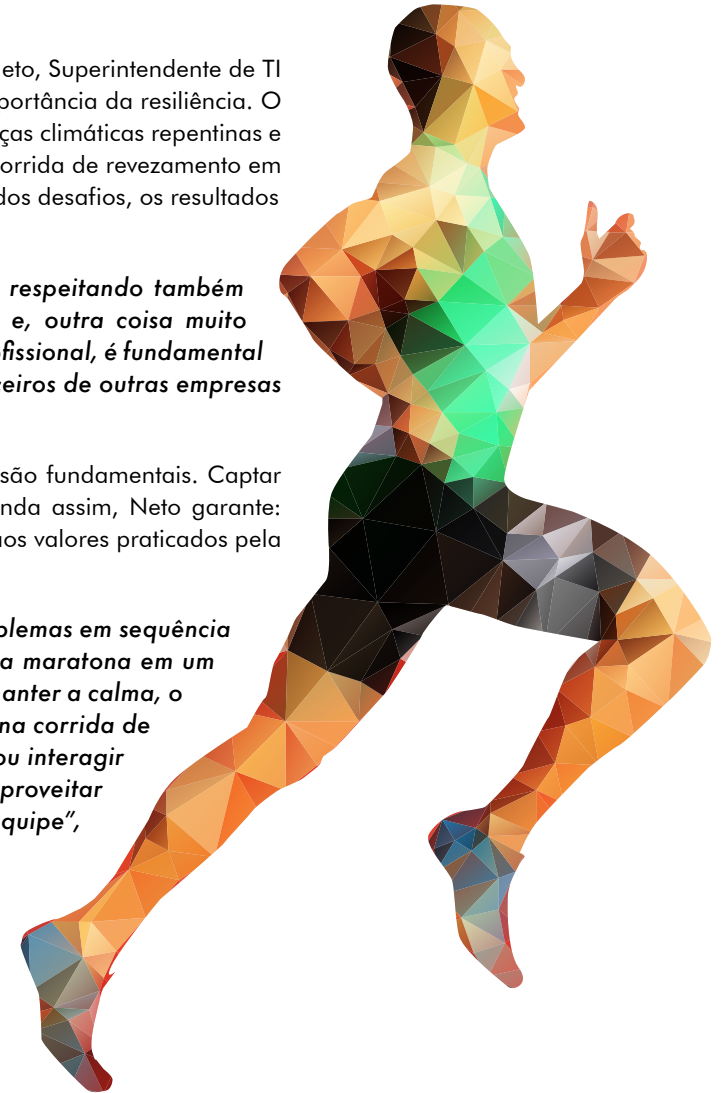 eto, Superintendente de TI
portância da resiliência. O
ças climáticas repentinas e
orrida de revezamento em
dos desafios, os resultados
respeitando também
e, outra coisa muito
fissional, é fundamental
ceiros de outras empresas
são fundamentais. Captar
nda assim, Neto garante:
aos valores praticados pela
blemas em sequência
a maratona em um
anter a calma, o
na corrida de
ou interagir
proveitar
quipe”,